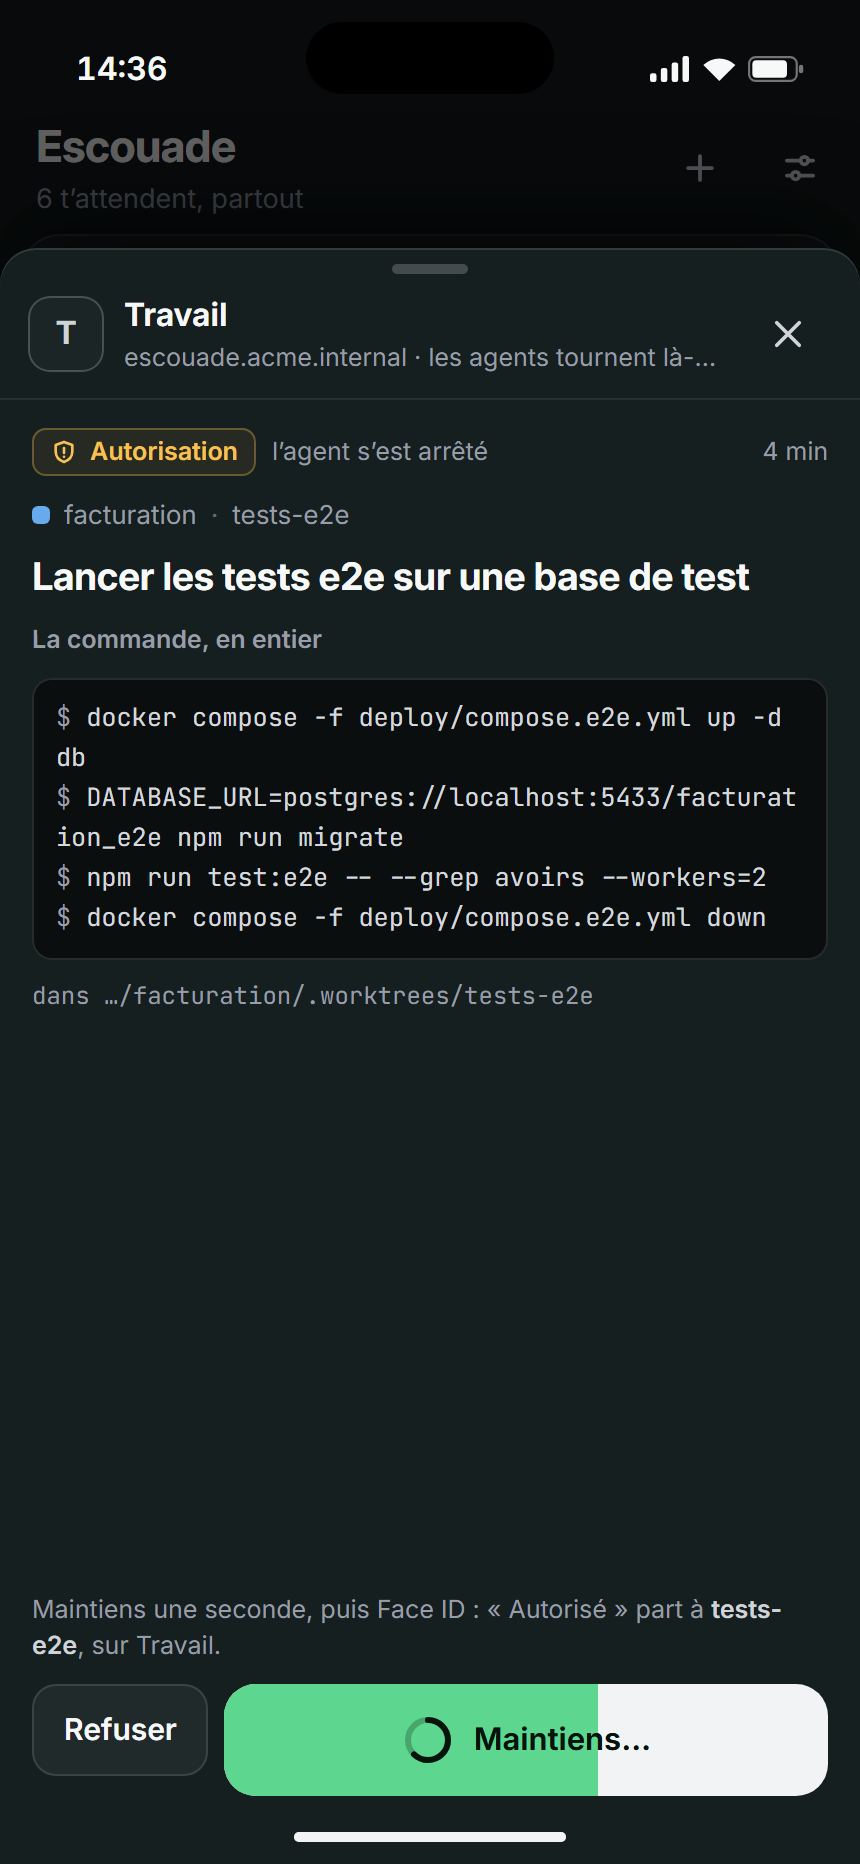 14:36
Escouade
6 t’attendent, partout
T
Travail
escouade.acme.internal · les agents tournent là-…
Autorisation
l’agent s’est arrêté
4 min
facturation · tests-e2e
Lancer les tests e2e sur une base de test
La commande, en entier
$ docker compose -f deploy/compose.e2e.yml up -d
db
$ DATABASE_URL=postgres://localhost:5433/facturat
ion_e2e npm run migrate
$ npm run test:e2e -- --grep avoirs --workers=2
$ docker compose -f deploy/compose.e2e.yml down
dans …/facturation/.worktrees/tests-e2e
Maintiens une seconde, puis Face ID : « Autorisé » part à tests-
e2e, sur Travail.
Refuser
Maintiens…